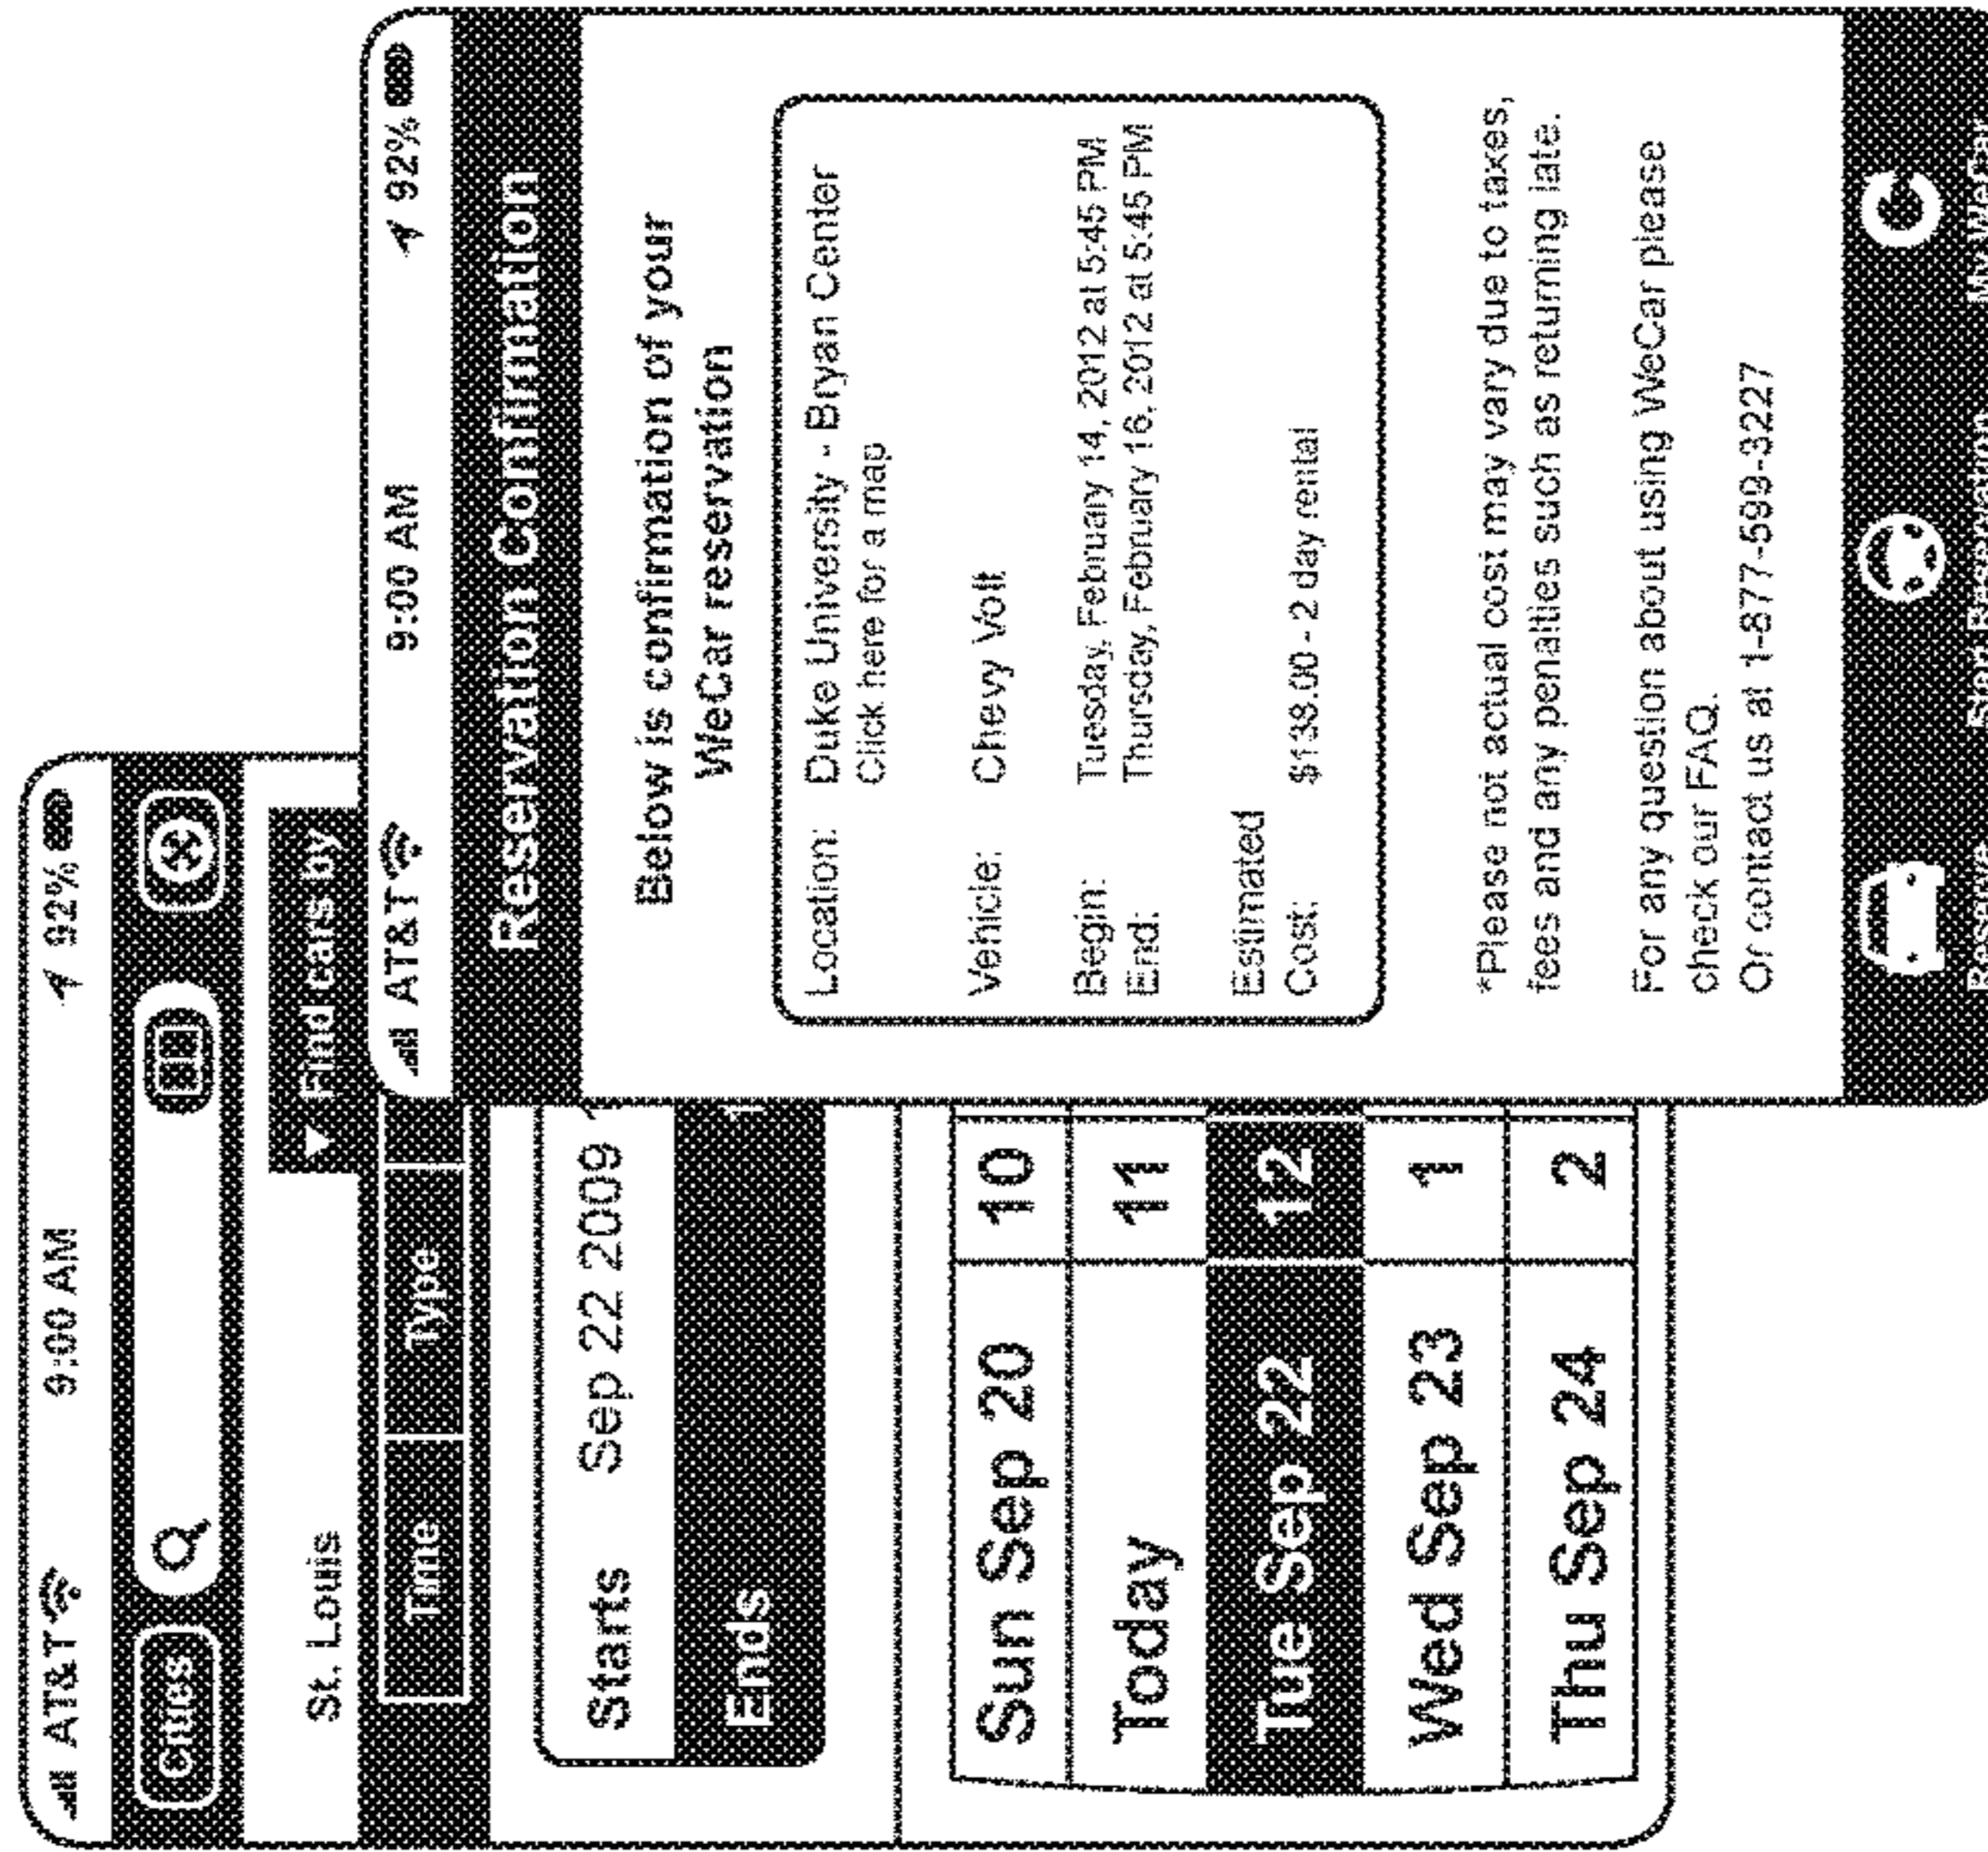 AT&T 9:00 AM 92%
Cities
St. Louis Find cars by
Time Type
Starts Sep 22 2009
Ends
Sun Sep 20 10
Today 11
Tue Sep 22 12
Wed Sep 23 1
Thu Sep 24 2
AT&T 9:00 AM 92%
Reservation Confirmation
Below is confirmation of your
WeCar reservation
Location: Duke University - Bryan Center
Click here for a map
Vehicle: Chevy Volt
Begin: Tuesday, February 14, 2012 at 5:45 PM
End: Thursday, February 16, 2012 at 5:45 PM
Estimated
Cost: $138.00 - 2 day rental
*Please not actual cost may vary due to taxes,
fees and any penalties such as returning late.
For any question about using WeCar please
check our FAQ.
Or contact us at 1-877-599-3227
Reserve Start Reservation My WeCar